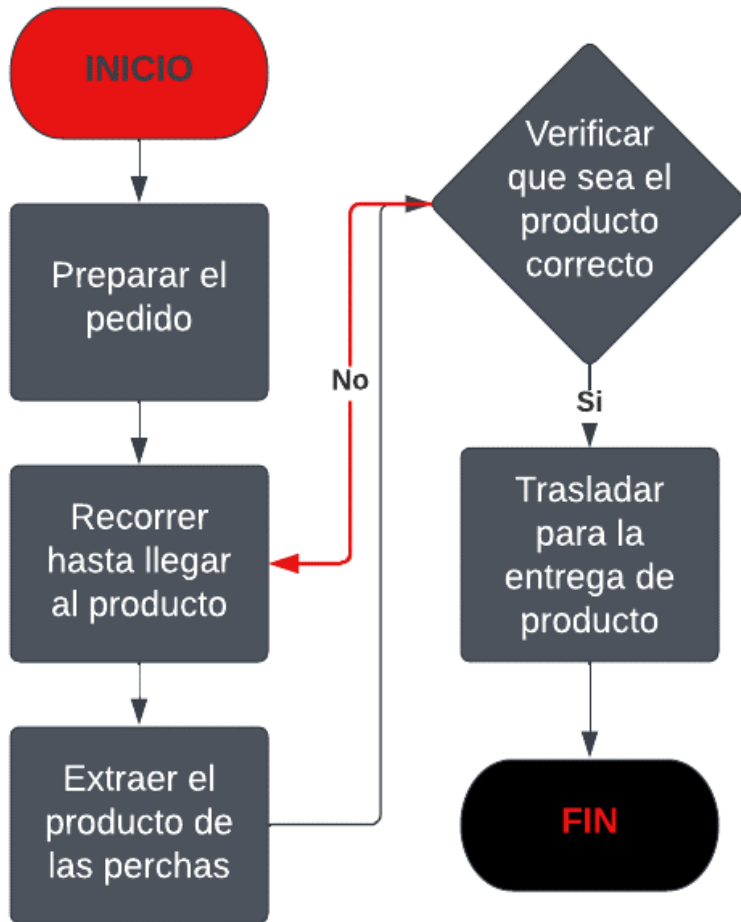 INICIO
Preparar el
pedido
Recorrer
hasta llegar
al producto
Extraer el
producto de
las perchas
No
Verificar
que sea el
producto
correcto
Si
Trasladar
para la
entrega de
producto
FIN